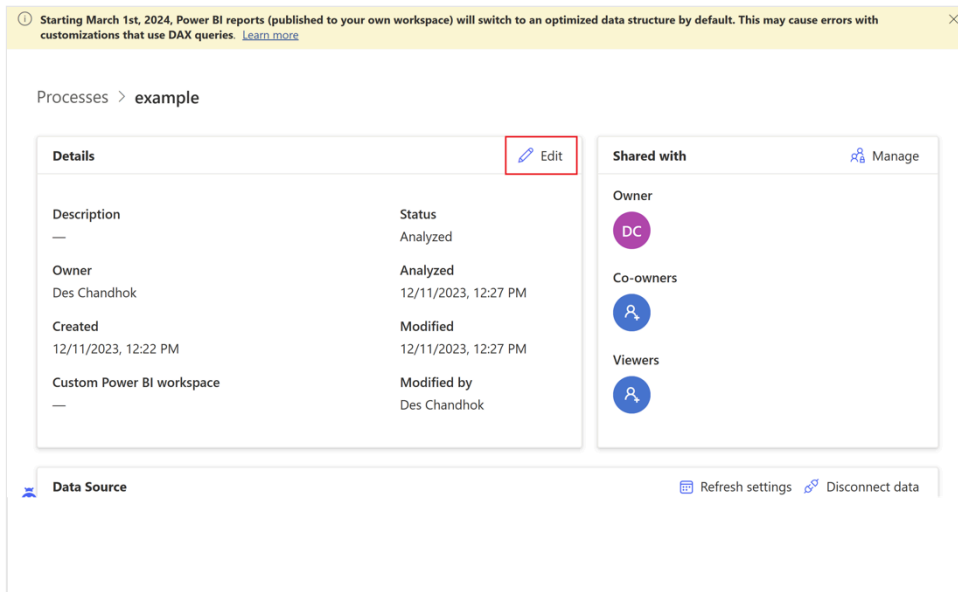 Starting March 1st, 2024, Power BI reports (published to your own workspace) will switch to an optimized data structure by default. This may cause errors with
customizations that use DAX queries. Learn more
Processes > example
Details
Edit
Description
—
Status
Analyzed
Owner
Des Chandhok
Analyzed
12/11/2023, 12:27 PM
Created
12/11/2023, 12:22 PM
Modified
12/11/2023, 12:27 PM
Custom Power BI workspace
—
Modified by
Des Chandhok
Shared with
Manage
Owner
DC
Co-owners
Viewers
Data Source
Refresh settings
Disconnect data